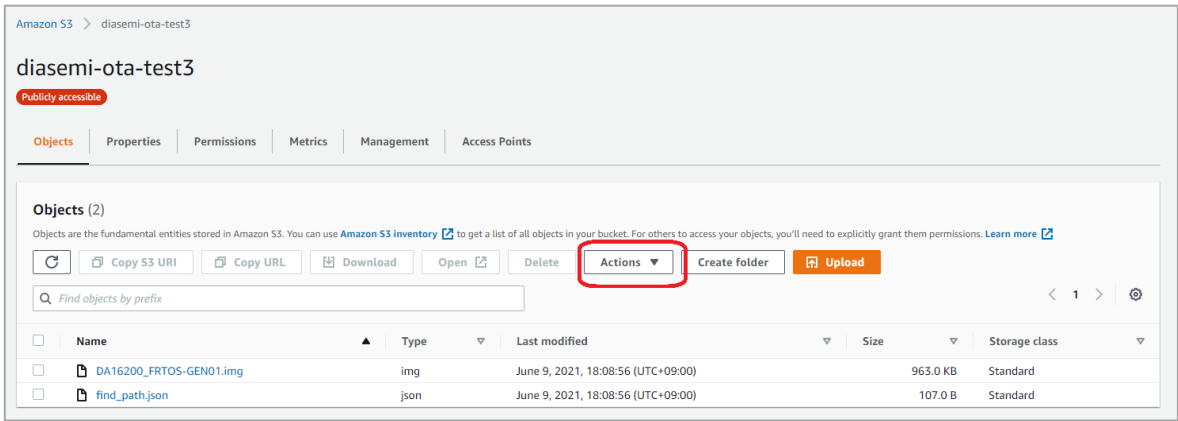 Amazon S3 > diasemi-ota-test3
diasemi-ota-test3
Publicly accessible
Objects Properties Permissions Metrics Management Access Points
Objects (2)
Objects are the fundamental entities stored in Amazon S3. You can use Amazon S3 inventory to get a list of all objects in your bucket. For others to access your objects, you'll need to explicitly grant them permissions. Learn more
Copy S3 URI Copy URL Download Open Delete Actions Create folder Upload
Find objects by prefix < 1 >
Name Type Last modified Size Storage class
DA16200_FRTOS-GEN01.img img June 9, 2021, 18:08:56 (UTC+09:00) 963.0 KB Standard
find_path.json json June 9, 2021, 18:08:56 (UTC+09:00) 107.0 B Standard